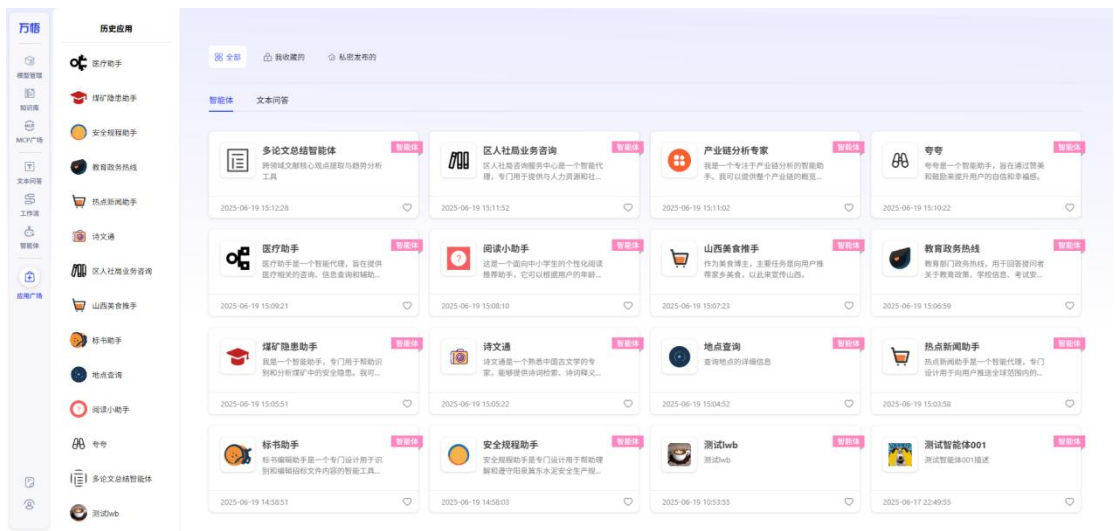 万悟
模型管理
知识库
MCP广场
文本问答
工作流
智能体
应用广场
历史应用
医疗助手
煤矿隐患助手
安全规程助手
教育政务热线
热点新闻助手
诗文通
区人社局业务咨询
山西美食推手
标书助手
地点查询
阅读小助手
夸夸
多论文总结智能体
测试lwb
全部 我收藏的 私密发布的
智能体 文本问答
多论文总结智能体
智能体
跨领域文献核心观点提取与趋势分析
工具
2025-06-19 15:12:28
区人社局业务咨询
智能体
区人社局咨询服务中心是一个智能代
理，专门用于提供与人力资源和社...
2025-06-19 15:11:52
产业链分析专家
智能体
我是一个专注于产业链分析的智能助
手。我可以提供整个产业链的概览...
2025-06-19 15:11:02
夸夸
智能体
夸夸是一个智能助手，旨在通过赞美
和鼓励来提升用户的自信和幸福感。
2025-06-19 15:10:22
医疗助手
智能体
医疗助手是一个智能代理，旨在提供
医疗相关的咨询、信息查询和辅助...
2025-06-19 15:09:21
阅读小助手
智能体
这是一个面向中小学生的个性化阅读
推荐助手，它可以根据用户的年龄...
2025-06-19 15:08:10
山西美食推手
智能体
作为美食博主，主要任务是向用户推
荐家乡美食，以此来宣传山西。
2025-06-19 15:07:23
教育政务热线
智能体
教育部门政务热线，用于回答提问者
关于教育政策、学校信息、考试安...
2025-06-19 15:06:59
煤矿隐患助手
智能体
我是一个智能助手，专门用于帮助识
别和分析煤矿中的安全隐患。我可...
2025-06-19 15:05:51
诗文通
智能体
诗文通是一个熟悉中国古文学的专
家，能够提供诗词检索、诗词释义...
2025-06-19 15:05:22
地点查询
智能体
查询地点的详细信息
2025-06-19 15:04:52
热点新闻助手
智能体
热点新闻助手是一个智能代理，专门
设计用于向用户推送全球范围内的...
2025-06-19 15:03:58
标书助手
智能体
标书编辑助手是一个专门设计用于识
别和编辑招标文件内容的智能工具...
2025-06-19 14:58:51
安全规程助手
智能体
安全规程助手是专门设计用于帮助理
解和遵守阳泉冀东水泥安全生产规...
2025-06-19 14:58:03
测试lwb
智能体
测试lwb
2025-06-19 10:53:55
测试智能体001
智能体
测试智能体001描述
2025-06-17 22:49:55